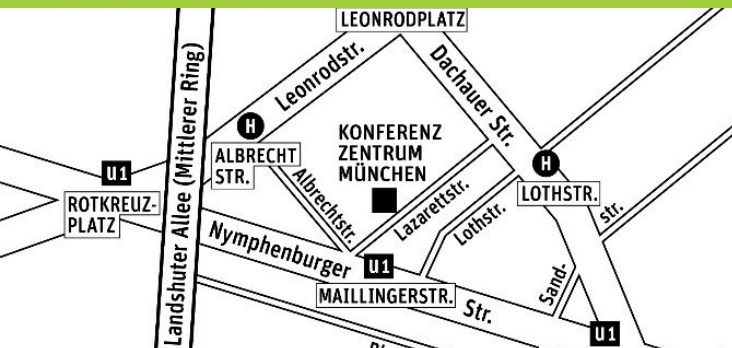 LEONRODPLATZ
Landshuter Allee (Mittlerer Ring)
Leonrodstr.
Dachauer Str.
H
ALBRECHT
STR.
KONFERENZ
ZENTRUM
MÜNCHEN
H
LOTHSTR.
U1
ROTKREUZ-
PLATZ
Albrechtstr.
Lazarettstr.
Lothstr.
Sand-
str.
Nymphenburger
Str.
U1
MAILLINGERSTR.
U1